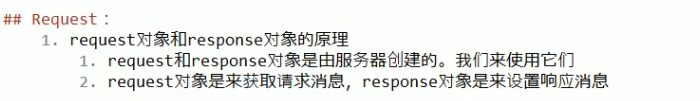 ## Request：
1. request对象和response对象的原理
1. request和response对象是由服务器创建的。我们来使用它们
2. request对象是来获取请求消息，response对象是来设置响应消息